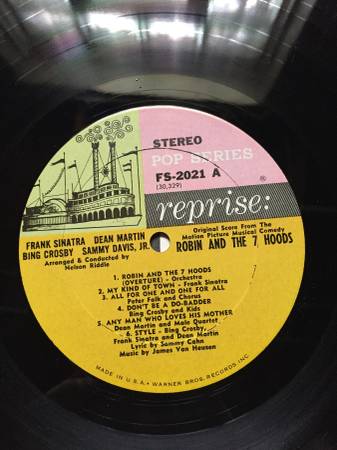 STEREO
POP SERIES
FS-2021 A
(30,329)
®
reprise:
FRANK SINATRA DEAN MARTIN
BING CROSBY SAMMY DAVIS, JR.
Arranged & Conducted by
Nelson Riddle
Original Score From The
Motion Picture Musical Comedy
ROBIN AND THE 7 HOODS
1. ROBIN AND THE 7 HOODS
(OVERTURE) - Orchestra
2. MY KIND OF TOWN - Frank Sinatra
3. ALL FOR ONE AND ONE FOR ALL
Peter Falk and Chorus
4. DON'T BE A DO-BADDER
Bing Crosby and Kids
5. ANY MAN WHO LOVES HIS MOTHER
Dean Martin and Male Quartet
6. STYLE - Bing Crosby,
Frank Sinatra and Dean Martin
Lyric by Sammy Cahn
Music by James Van Heusen
MADE IN U.S.A. • WARNER BROS. RECORDS INC.